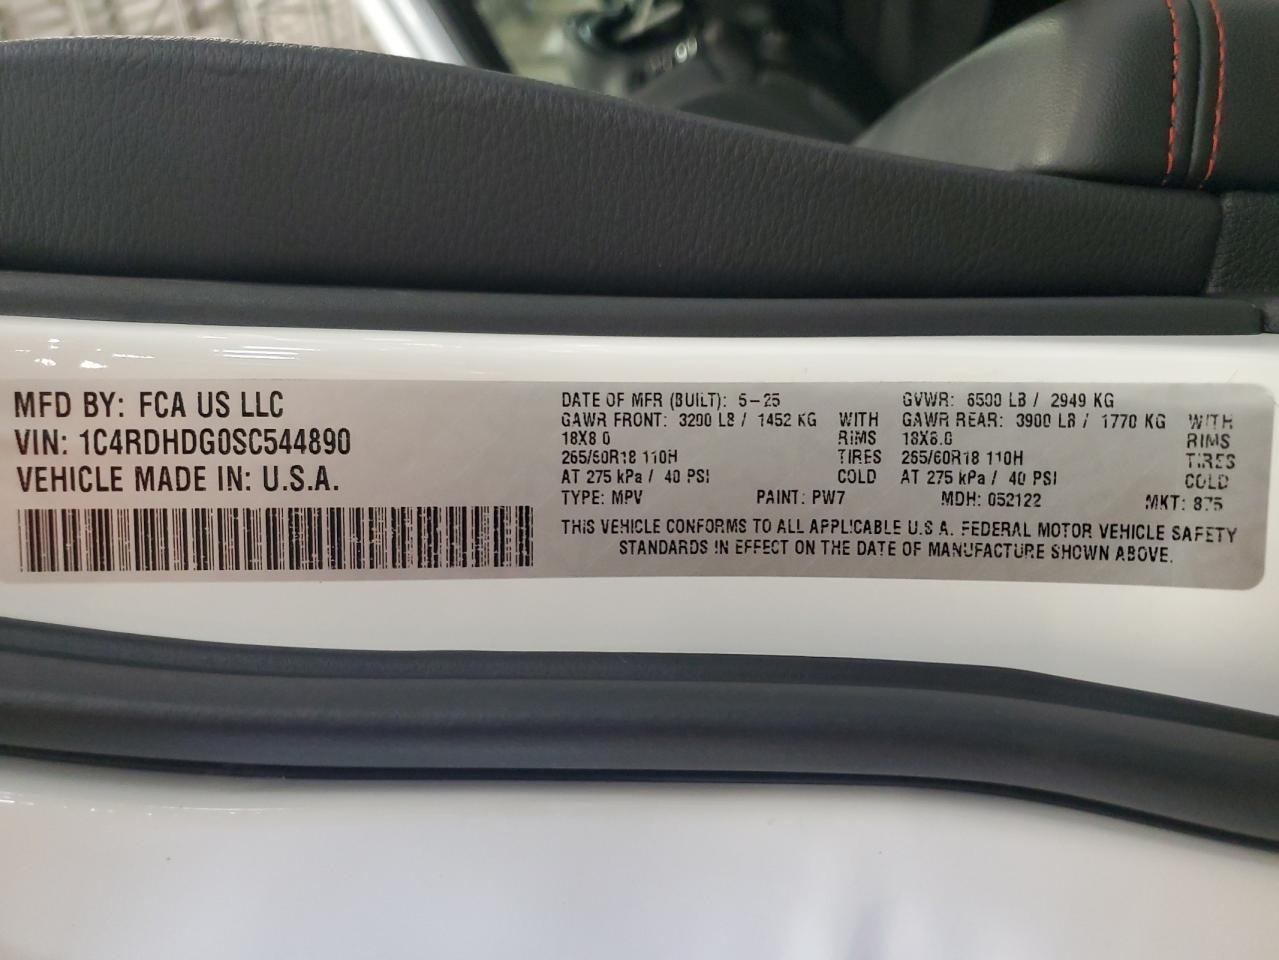 MFD BY: FCA US LLC
VIN: 1C4RDHDG0SC544890
VEHICLE MADE IN: U.S.A.
DATE OF MFR (BUILT): 5-25
GAWR FRONT: 3200 LB / 1452 KG WITH
18X8.0 RIMS
265/60R18 110H TIRES
AT 275 kPa / 40 PSI COLD
GVWR: 6500 LB / 2949 KG
GAWR REAR: 3900 LB / 1770 KG WITH
18X8.0 RIMS
265/60R18 110H TIRES
AT 275 kPa / 40 PSI COLD
TYPE: MPV PAINT: PW7 MDH: 052122 MKT: 875
THIS VEHICLE CONFORMS TO ALL APPLICABLE U.S.A. FEDERAL MOTOR VEHICLE SAFETY
STANDARDS IN EFFECT ON THE DATE OF MANUFACTURE SHOWN ABOVE.